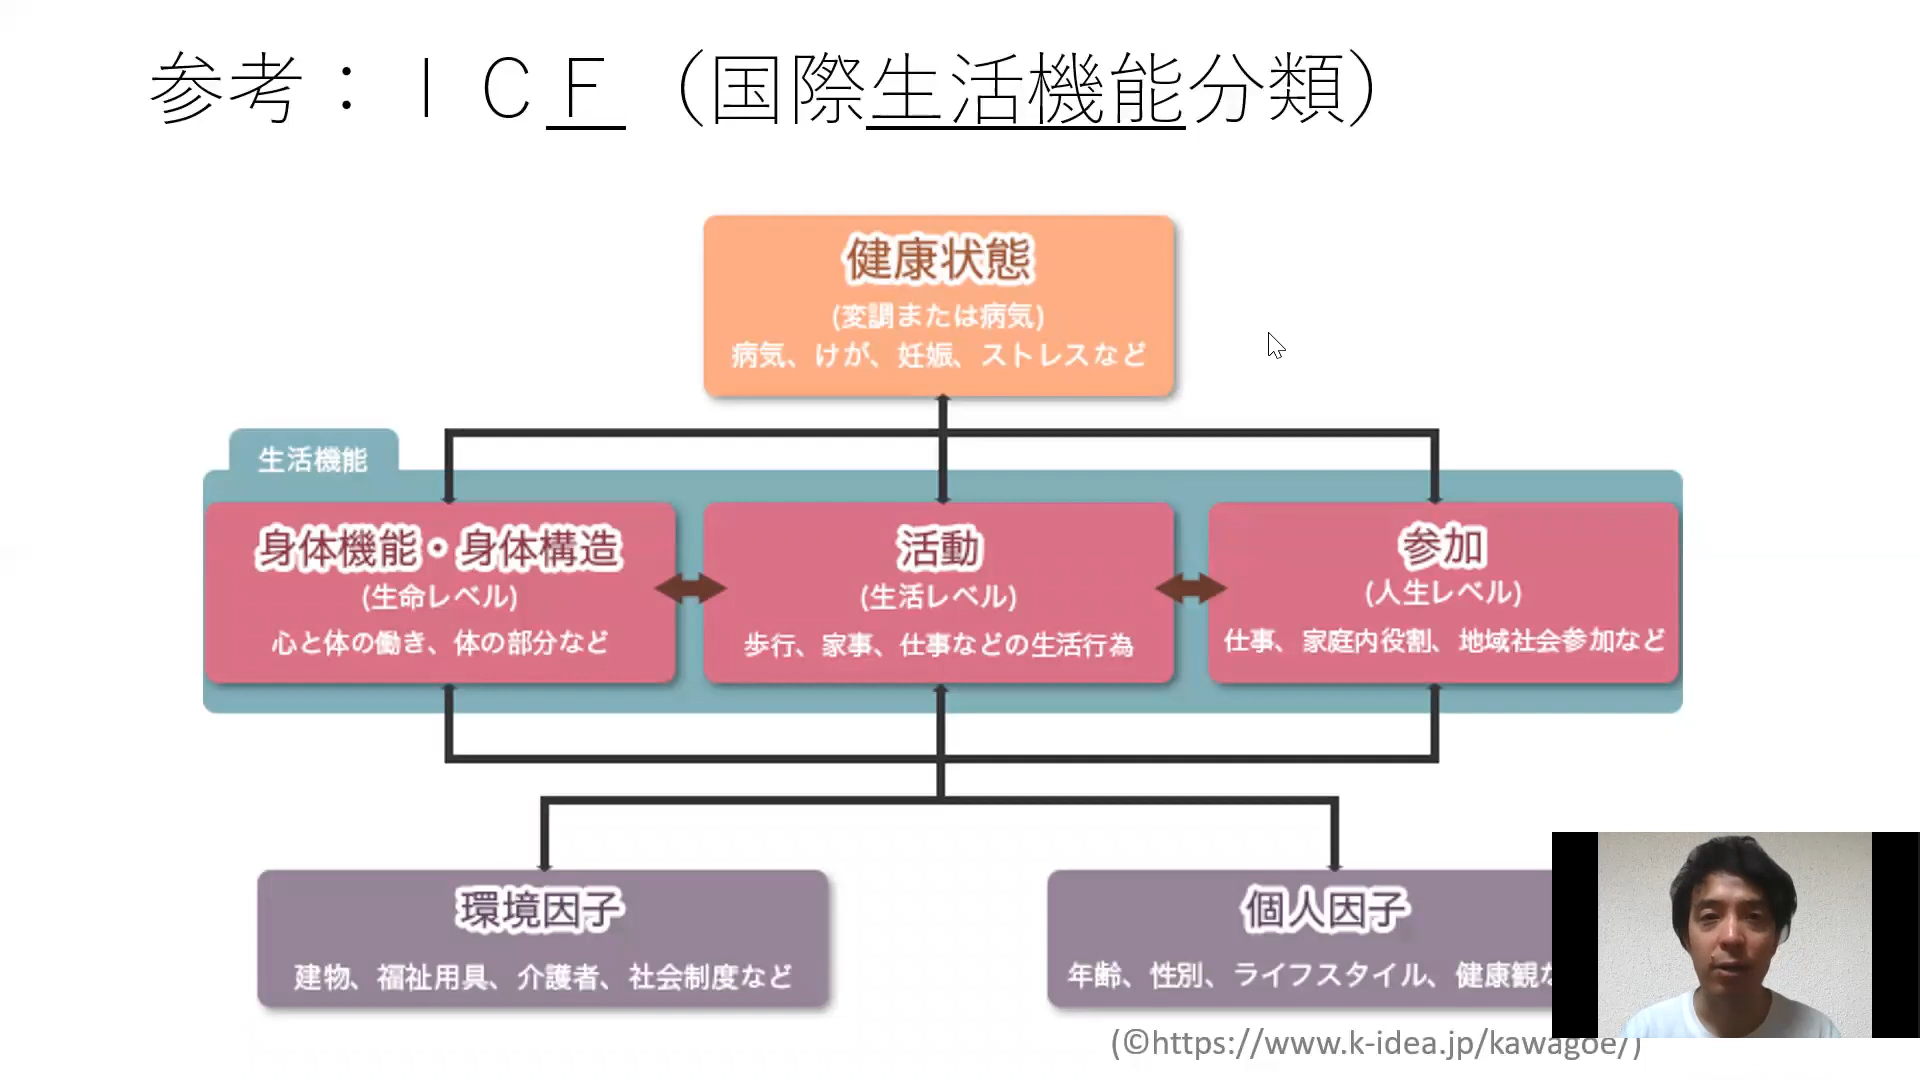 参考：ＩＣＦ（国際生活機能分類）
健康状態
(変調または病気)
病気、けが、妊娠、ストレスなど
生活機能
身体機能・身体構造
(生命レベル)
心と体の働き、体の部分など
活動
(生活レベル)
歩行、家事、仕事などの生活行為
参加
(人生レベル)
仕事、家庭内役割、地域社会参加など
環境因子
建物、福祉用具、介護者、社会制度など
個人因子
年齢、性別、ライフスタイル、健康観な
(©https://www.k-idea.jp/kawagoe/)